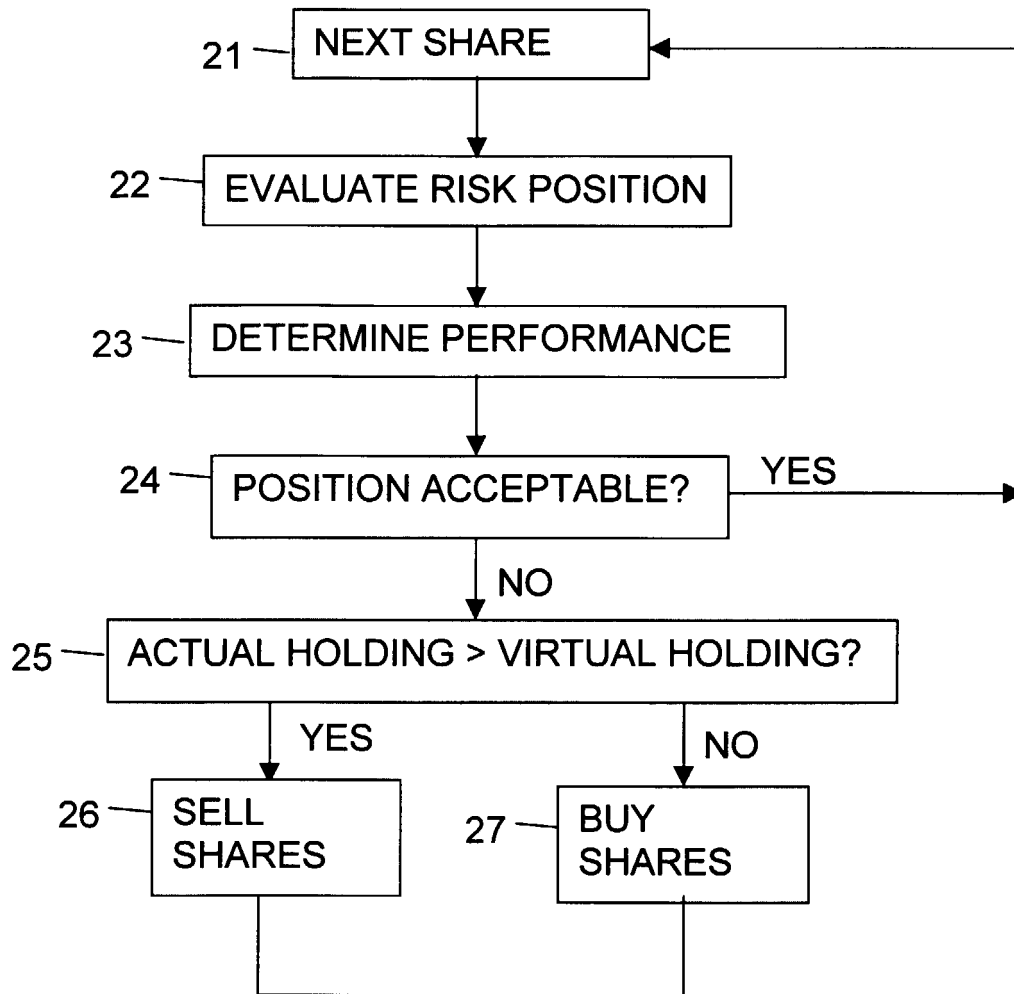 21
NEXT SHARE
22
EVALUATE RISK POSITION
23
DETERMINE PERFORMANCE
24
POSITION ACCEPTABLE?
YES
NO
25
ACTUAL HOLDING > VIRTUAL HOLDING?
YES
NO
26
SELL
SHARES
27
BUY
SHARES